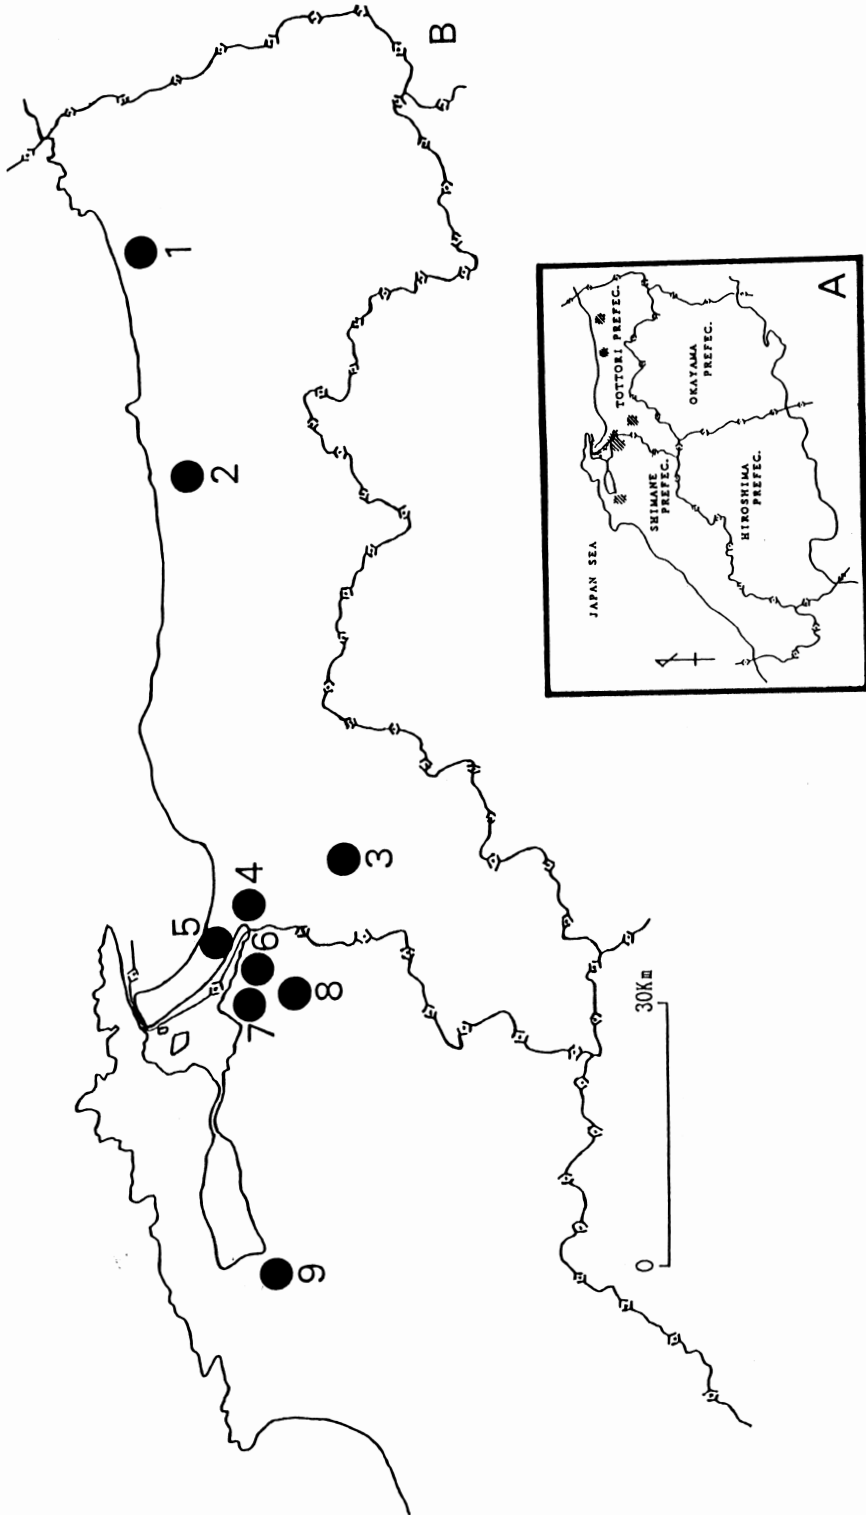 B
1
2
3
4
5
6
7
8
9
0
30Km
A
JAPAN SEA
TOTTORI PREFEC.
SHIMANE
PREFEC.
OKAYAMA
PREFEC.
HIROSHIMA
PREFEC.